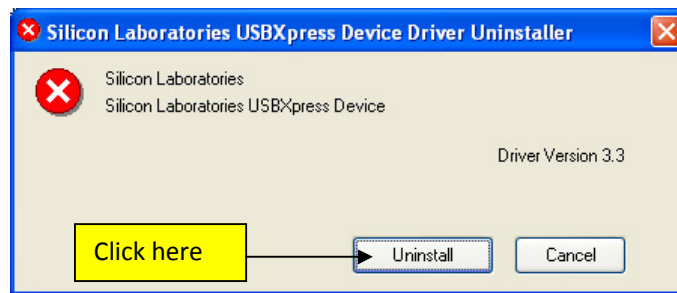 Silicon Laboratories USBXpress Device Driver Uninstaller
Silicon Laboratories
Silicon Laboratories USBXpress Device
Driver Version 3.3
Click here
Uninstall
Cancel